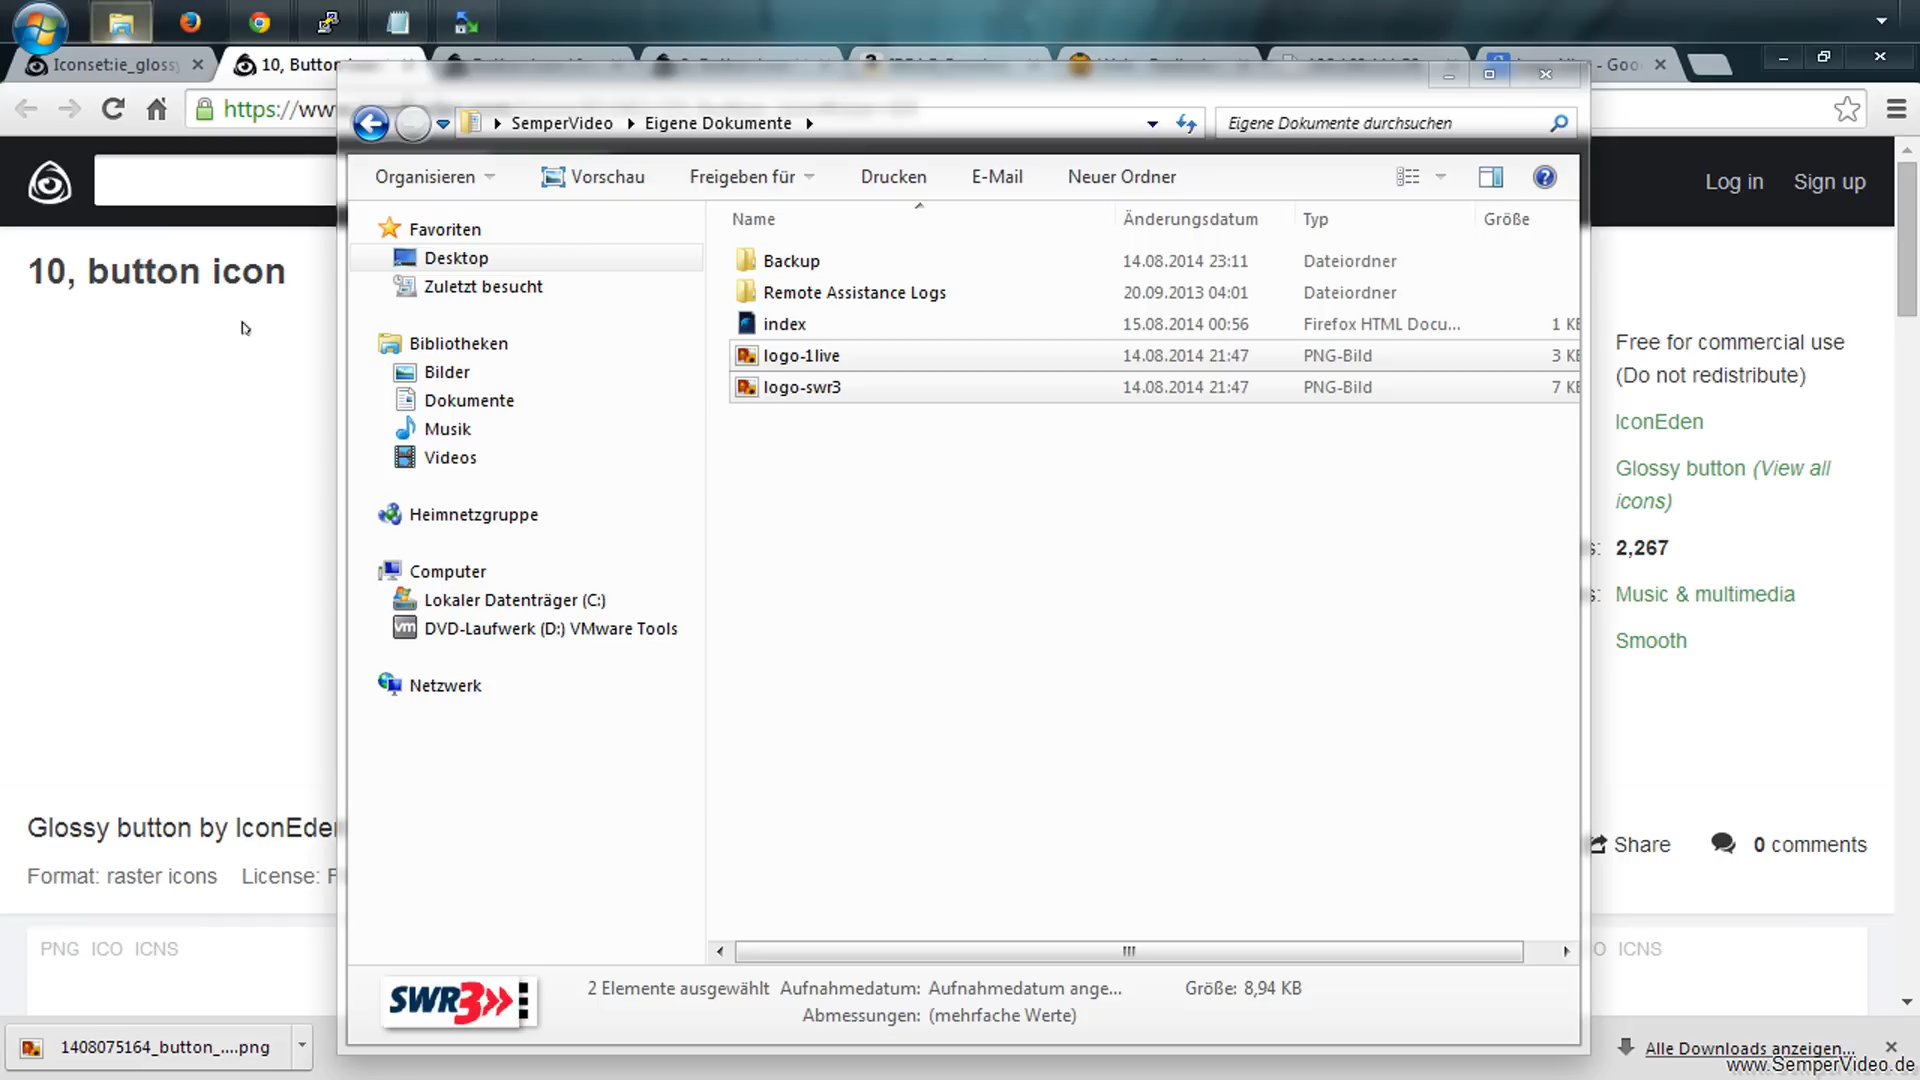 Iconset:ie_glossy
10, Button
- Goo
https://www
SemperVideo
Eigene Dokumente
Eigene Dokumente durchsuchen
Organisieren
Vorschau
Freigeben für
Drucken
E-Mail
Neuer Ordner
Log in
Sign up
Name
Änderungsdatum
Typ
Größe
Favoriten
Desktop
Zuletzt besucht
Bibliotheken
Bilder
Dokumente
Musik
Videos
Heimnetzgruppe
Computer
Lokaler Datenträger (C:)
DVD-Laufwerk (D:) VMware Tools
Netzwerk
Backup 14.08.2014 23:11 Dateiordner
Remote Assistance Logs 20.09.2013 04:01 Dateiordner
index 15.08.2014 00:56 Firefox HTML Docu... 1 KB
logo-1live 14.08.2014 21:47 PNG-Bild 3 KB
logo-swr3 14.08.2014 21:47 PNG-Bild 7 KB
10, button icon
Free for commercial use
(Do not redistribute)
IconEden
Glossy button (View all
icons)
s: 2,267
s: Music & multimedia
Smooth
Glossy button by IconEden
Format: raster icons License: F
Share
0 comments
PNG ICO ICNS
O ICNS
SWR3
2 Elemente ausgewählt
Aufnahmedatum: Aufnahmedatum ange...
Größe: 8,94 KB
Abmessungen: (mehrfache Werte)
1408075164_button_....png
Alle Downloads anzeigen...
www.SemperVideo.de